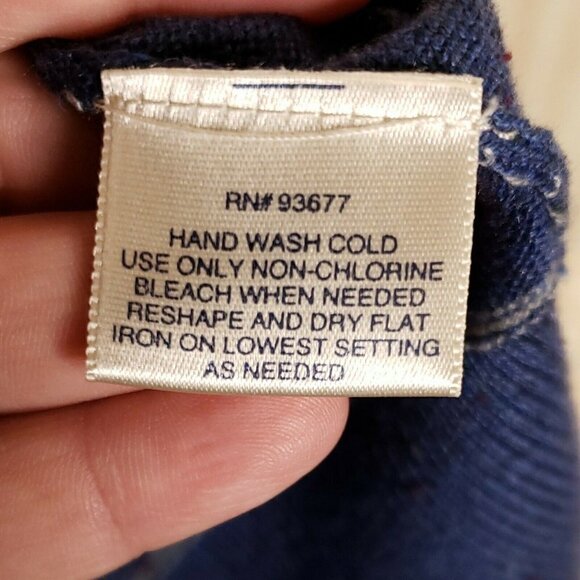 RN# 93677
HAND WASH COLD
USE ONLY NON-CHLORINE
BLEACH WHEN NEEDED
RESHAPE AND DRY FLAT
IRON ON LOWEST SETTING
AS NEEDED